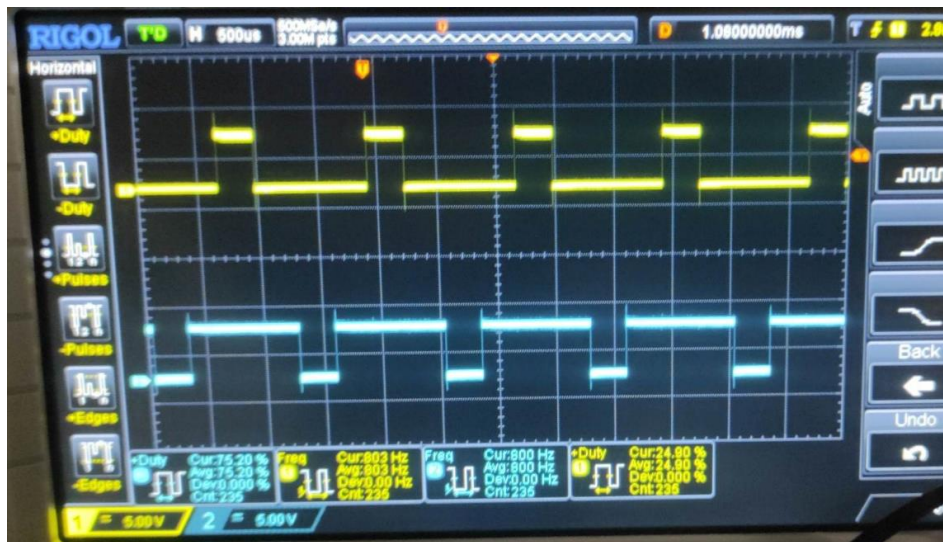 RIGOL T'D H 500us 500MSa/s D 1.08000000ms T 1
3.00M pts
Horizontal
Auto
+Duty
-Duty
+Pulses
-Pulses
+Edges
-Edges
Back
Undo
+Duty Cur:75.20 % Avg:75.20 % Dev:0.000 % Cnt:235
Freq Cur:803 Hz Avg:803 Hz Dev:0.00 Hz Cnt:235
Freq Cur:800 Hz Avg:800 Hz Dev:0.00 Hz Cnt:235
+Duty Cur:24.90 % Avg:24.90 % Dev:0.000 % Cnt:235
1 = 5.00 V 2 = 5.00 V